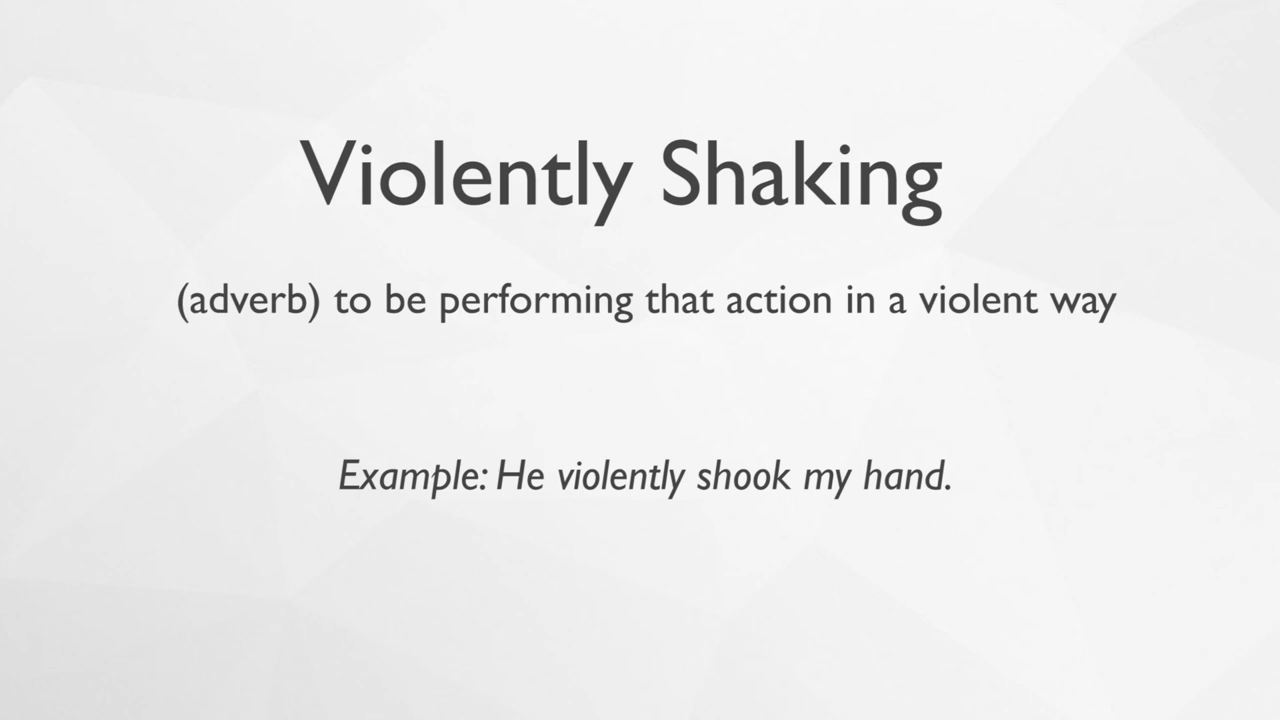 Violently Shaking
(adverb) to be performing that action in a violent way
Example: He violently shook my hand.